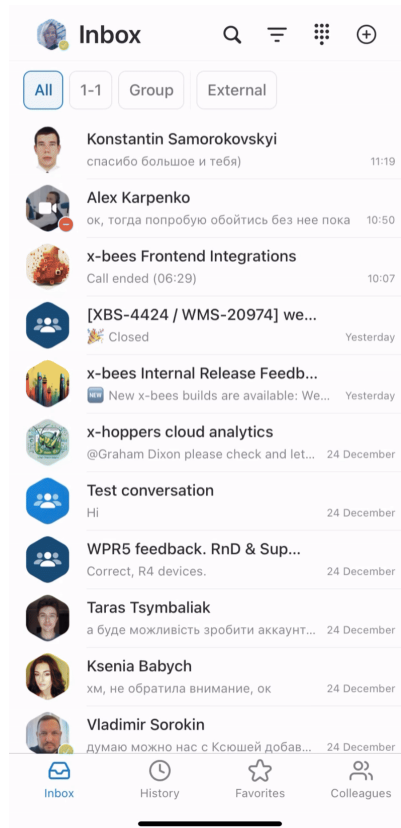 Inbox
All
1-1
Group
External
Konstantin Samorokovskyi
спасибо большое и тебя)
11:19
Alex Karpenko
ок, тогда попробую обойтись без нее пока
10:50
x-bees Frontend Integrations
Call ended (06:29)
10:07
[XBS-4424 / WMS-20974] we...
🎉 Closed
Yesterday
x-bees Internal Release Feedb...
🆕 New x-bees builds are available: We...
Yesterday
x-hoppers cloud analytics
@Graham Dixon please check and let...
24 December
Test conversation
Hi
24 December
WPR5 feedback. RnD & Sup...
Correct, R4 devices.
24 December
Taras Tsymbaliak
а буде можливість зробити аккаунт...
24 December
Ksenia Babych
хм, не обратила внимание, ок
24 December
Vladimir Sorokin
думаю можно нас с Ксюшей добав...
24 December
Inbox
History
Favorites
Colleagues